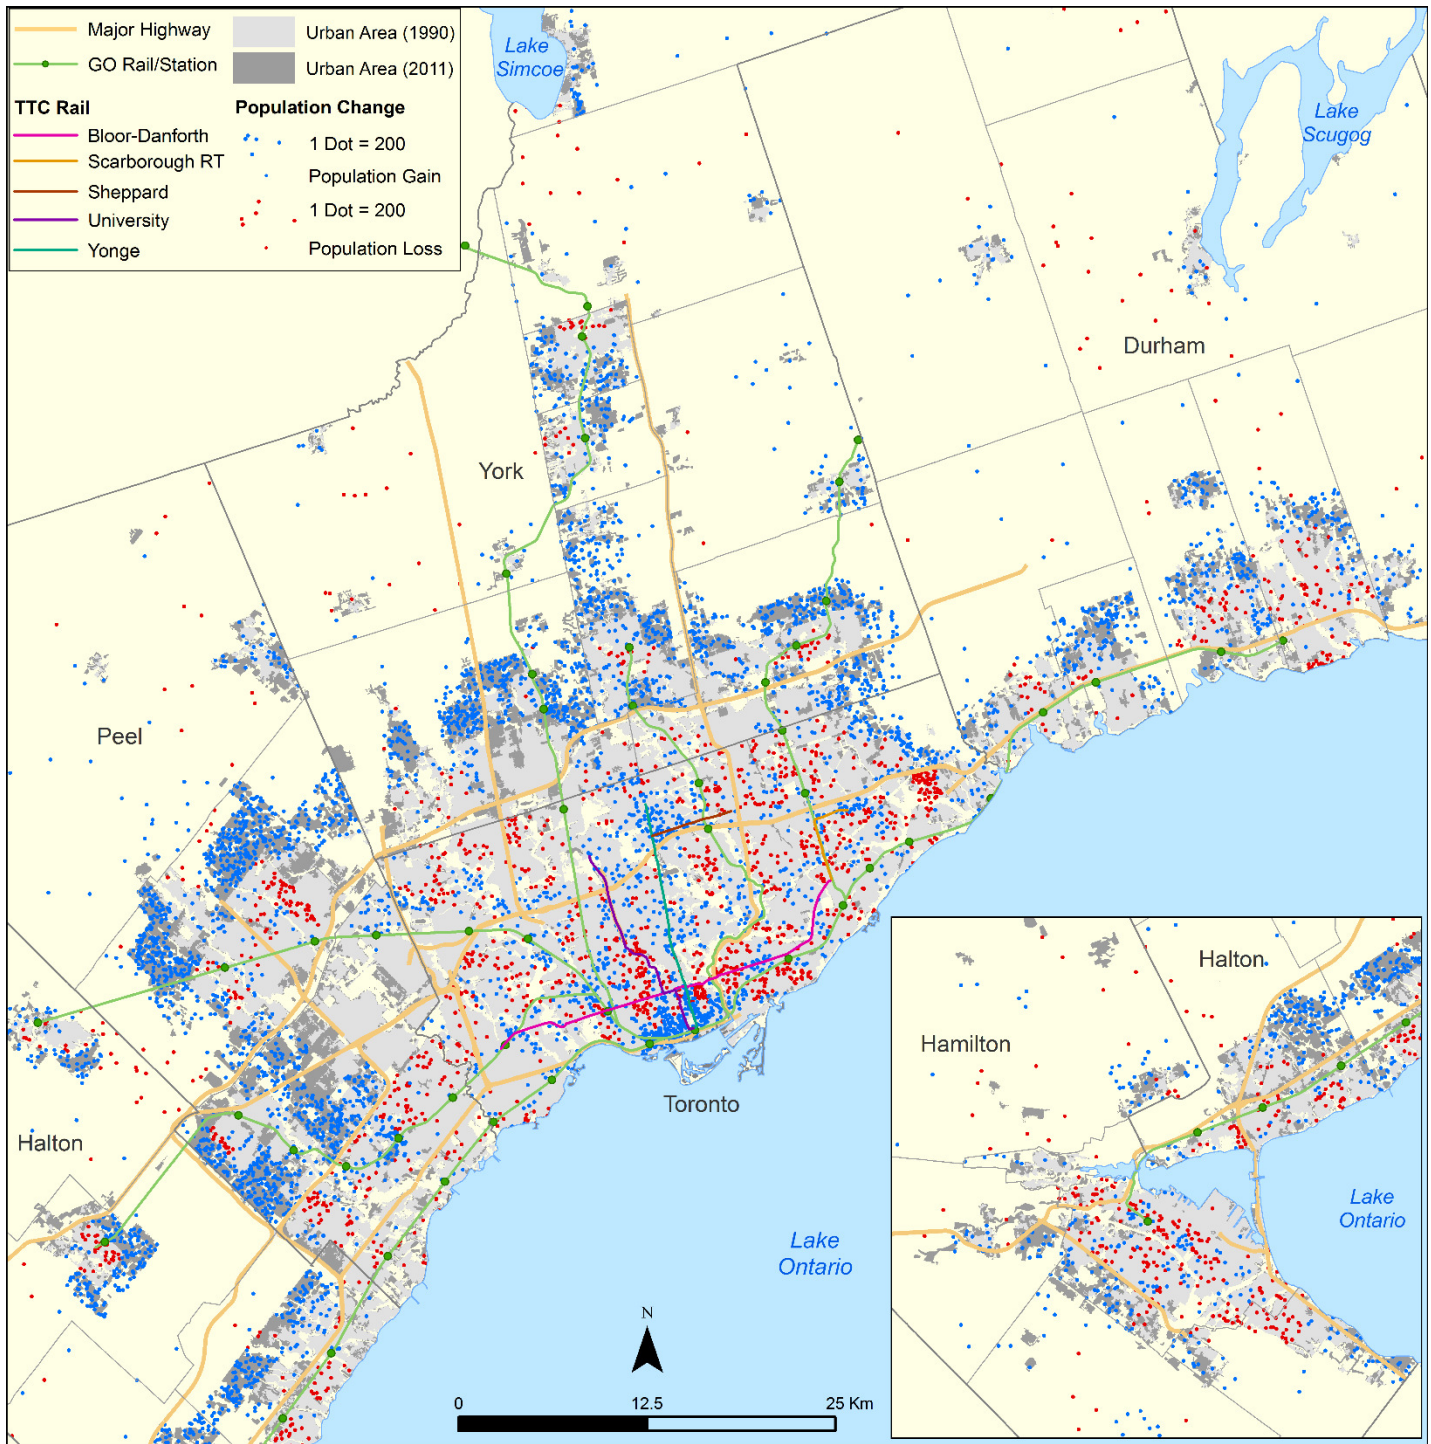 Major Highway
GO Rail/Station
Urban Area (1990)
Urban Area (2011)
TTC Rail
Bloor-Danforth
Scarborough RT
Sheppard
University
Yonge
Population Change
1 Dot = 200
Population Gain
1 Dot = 200
Population Loss
Lake
Simcoe
Lake
Scugog
Durham
York
Peel
Halton
Toronto
Lake
Ontario
N
0
12.5
25 Km
Halton
Hamilton
Lake
Ontario